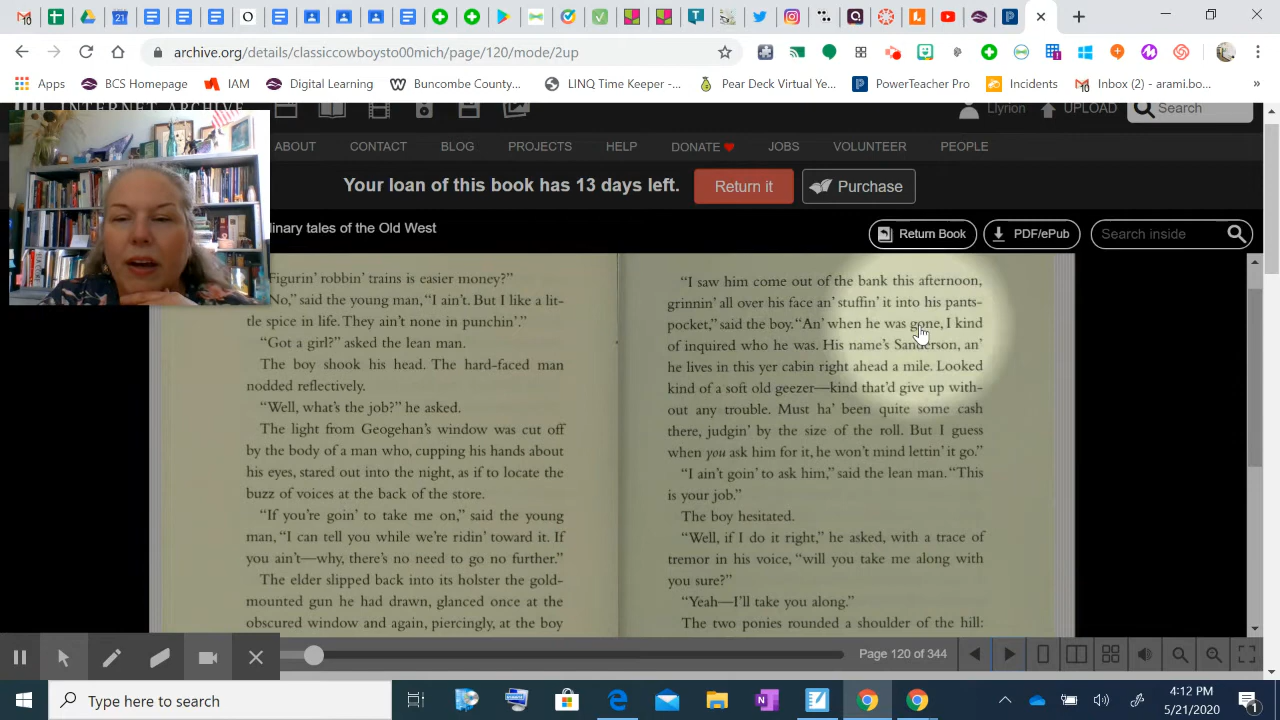 archive.org/details/classiccowboysto00mich/page/120/mode/2up
Apps
BCS Homepage
IAM
Digital Learning
Buncombe County...
LINQ Time Keeper -...
Pear Deck Virtual Ye...
PowerTeacher Pro
Incidents
Inbox (2) - arami.bo...
»
INTERNET ARCHIVE
Llyrion
UPLOAD
Search
ABOUT
CONTACT
BLOG
PROJECTS
HELP
DONATE
JOBS
VOLUNTEER
PEOPLE
Your loan of this book has 13 days left.
Return it
Purchase
inary tales of the Old West
Return Book
PDF/ePub
Search inside
Figurin' robbin' trains is easier money?"
No," said the young man, "I ain't. But I like a lit-
tle spice in life. They ain't none in punchin'."
"Got a girl?" asked the lean man.
The boy shook his head. The hard-faced man
nodded reflectively.
"Well, what's the job?" he asked.
The light from Geogehan's window was cut off
by the body of a man who, cupping his hands about
his eyes, stared out into the night, as if to locate the
buzz of voices at the back of the store.
"If you're goin' to take me on," said the young
man, "I can tell you while we're ridin' toward it. If
you ain't—why, there's no need to go no further."
The elder slipped back into its holster the gold-
mounted gun he had drawn, glanced once at the
obscured window and again, piercingly, at the boy
"I saw him come out of the bank this afternoon,
grinnin' all over his face an' stuffin' it into his pants-
pocket," said the boy. "An' when he was gone, I kind
of inquired who he was. His name's Sanderson, an'
he lives in this yer cabin right ahead a mile. Looked
kind of a soft old geezer—kind that'd give up with-
out any trouble. Must ha' been quite some cash
there, judgin' by the size of the roll. But I guess
when you ask him for it, he won't mind lettin' it go."
"I ain't goin' to ask him," said the lean man. "This
is your job."
The boy hesitated.
"Well, if I do it right," he asked, with a trace of
tremor in his voice, "will you take me along with
you sure?"
"Yeah—I'll take you along."
The two ponies rounded a shoulder of the hill:
Page 120 of 344
Type here to search
4:12 PM
5/21/2020